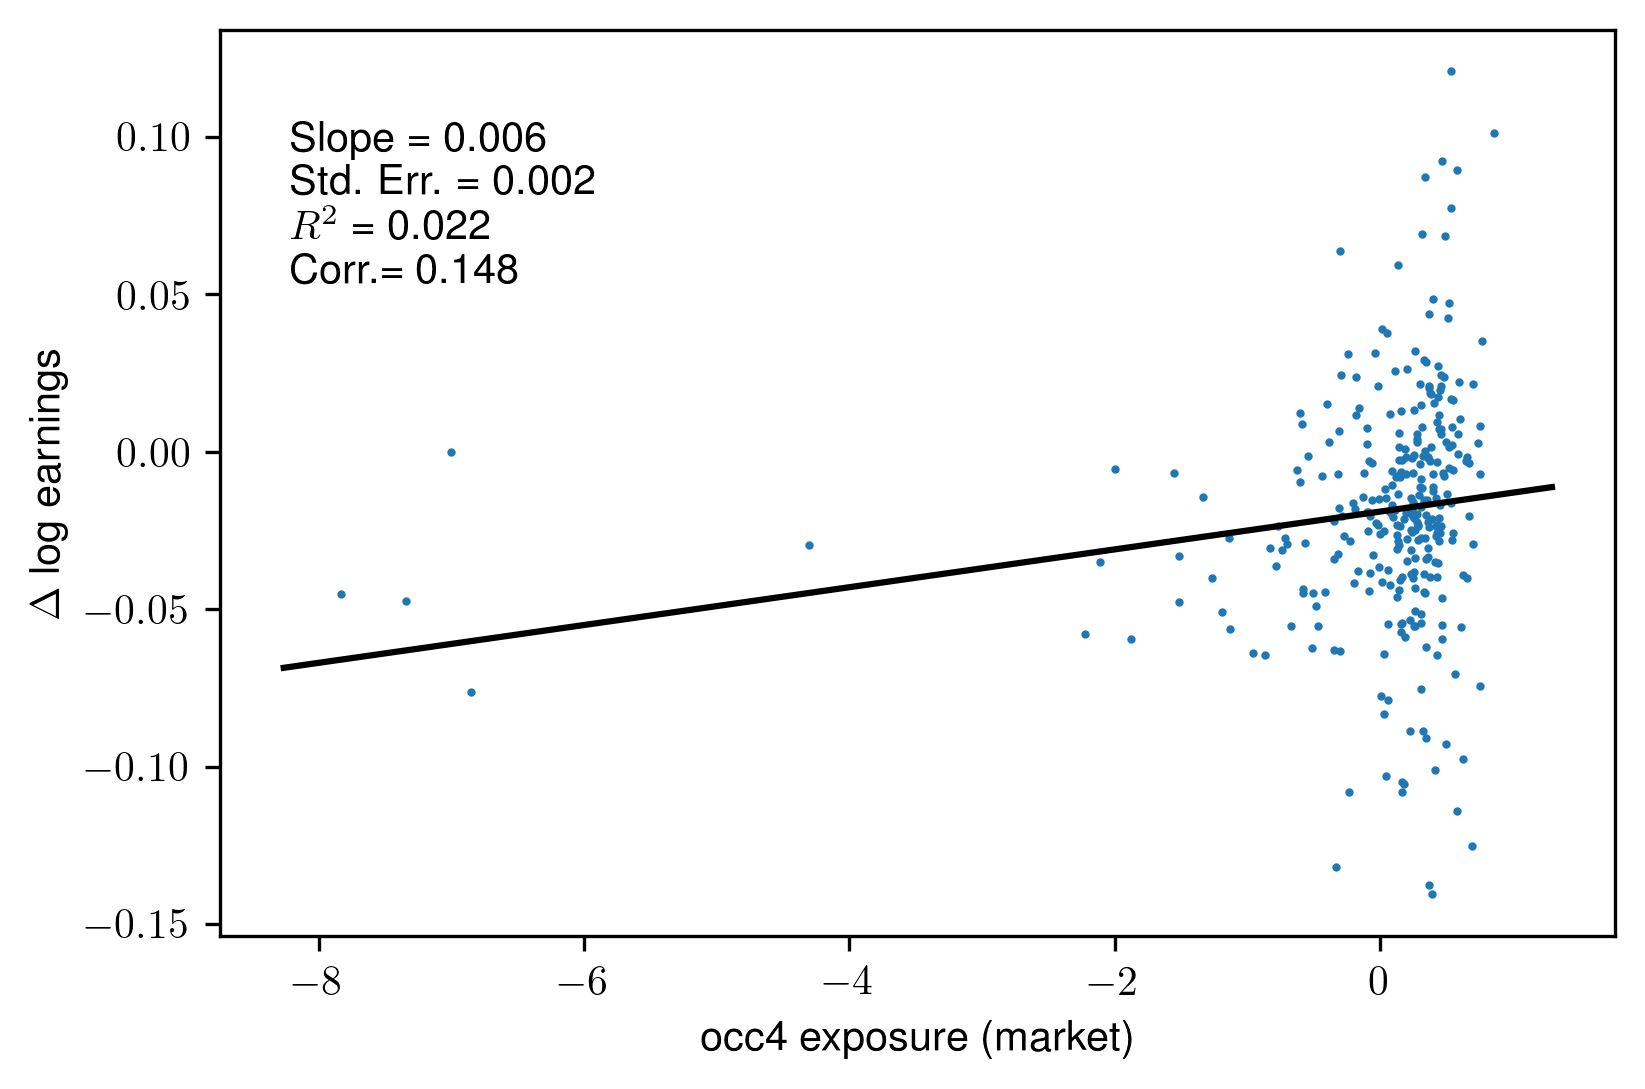 Slope = 0.006
Std. Err. = 0.002
R² = 0.022
Corr.= 0.148
0.10
0.05
0.00
−0.05
−0.10
−0.15
Δ log earnings
−8 −6 −4 −2 0
occ4 exposure (market)